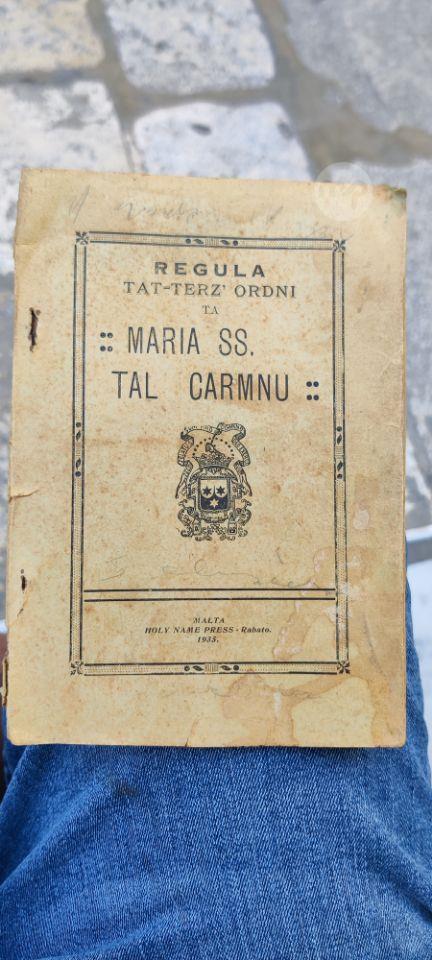 REGULA
TAT-TERZ' ORDNI
TA
MARIA SS.
TAL CARMNU
MALTA
HOLY NAME PRESS - Rabato.
1935.